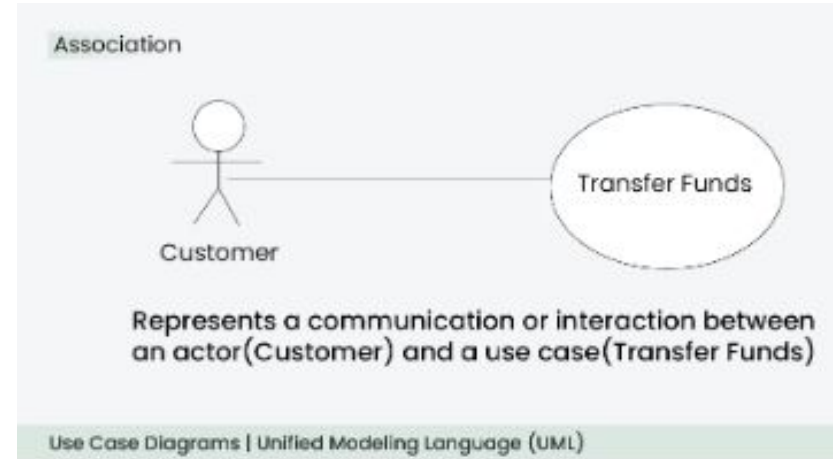 Association
Transfer Funds
Customer
Represents a communication or interaction between
an actor(Customer) and a use case(Transfer Funds)
Use Case Diagrams | Unified Modeling Language (UML)